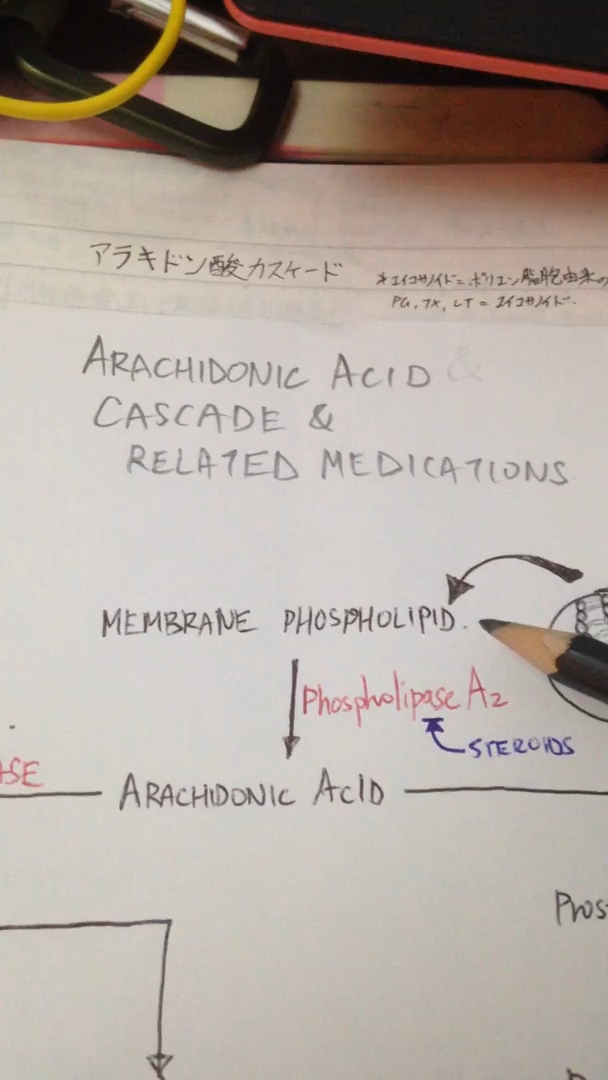 アラキドン酸カスケード
*エイコサノイド=ポリエン脂肪由来の
PG, TX, LT = エイコサノイド.
ARACHIDONIC ACID &
CASCADE &
RELATED MEDICATIONS
MEMBRANE PHOSPHOLIPID.
Phospholipase A2
STEROIDS
ASE
ARACHIDONIC ACID
Pros